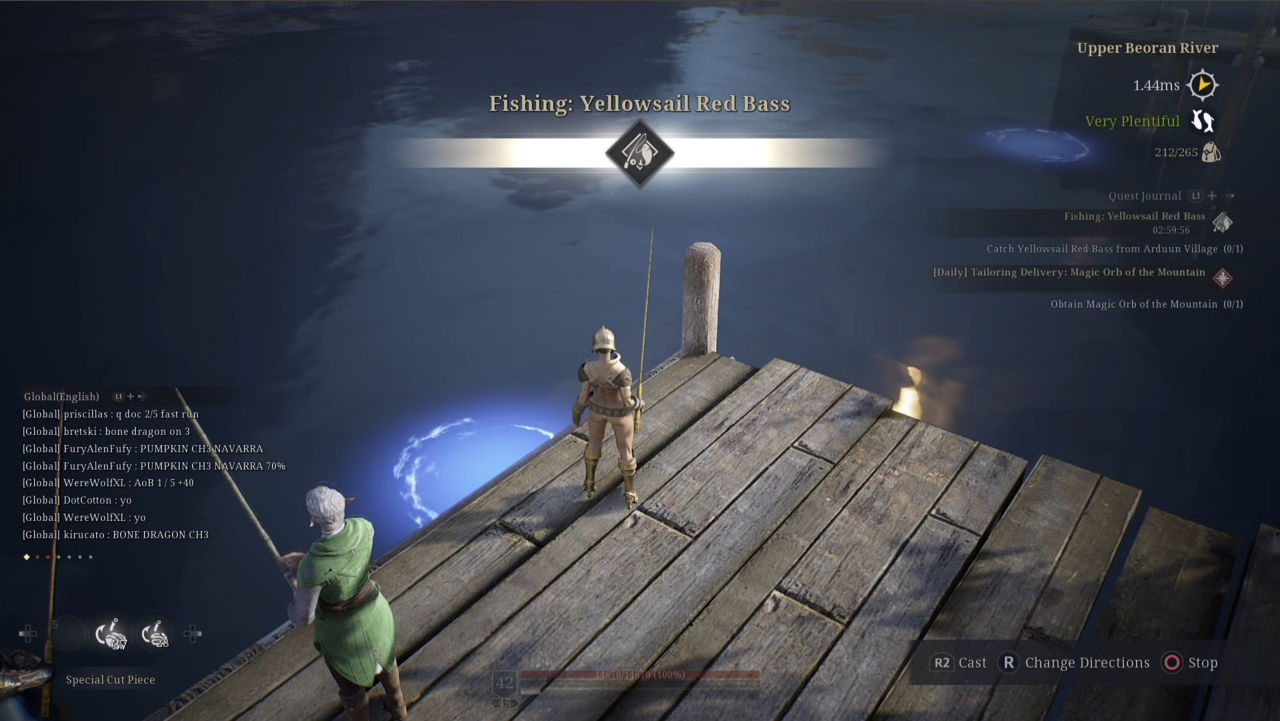 Upper Beoran River
1.44ms
Very Plentiful
212/265
Fishing: Yellowsail Red Bass
Quest Journal L1 +
Fishing: Yellowsail Red Bass
02:59:56
Catch Yellowsail Red Bass from Arduun Village (0/1)
[Daily] Tailoring Delivery: Magic Orb of the Mountain
Obtain Magic Orb of the Mountain (0/1)
Global(English) L1 +
[Global] priscillas : q doc 2/5 fast run
[Global] bretski : bone dragon on 3
[Global] FuryAlenFufy : PUMPKIN CH3 NAVARRA
[Global] FuryAlenFufy : PUMPKIN CH3 NAVARRA 70%
[Global] WereWolfXL : AoB 1 / 5 +40
[Global] DotCotton : yo
[Global] WereWolfXL : yo
[Global] kirucato : BONE DRAGON CH3
Special Cut Piece
42
(100%)
R2 Cast R Change Directions Stop